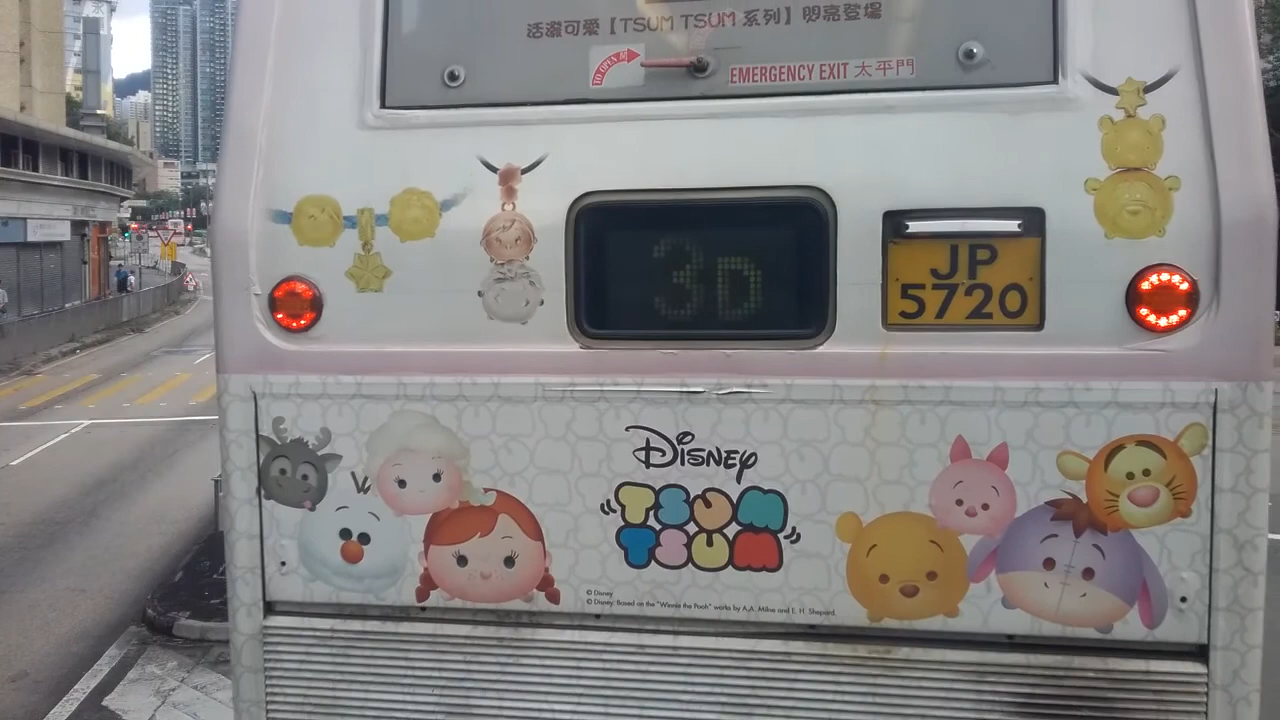 活潑可愛【TSUM TSUM 系列】閃亮登場
TO OPEN 開
EMERGENCY EXIT 太平門
3D
JP
5720
Disney
TSUM
TSUM
© Disney
© Disney. Based on the "Winnie the Pooh" works by A.A. Milne and E. H. Shepard.